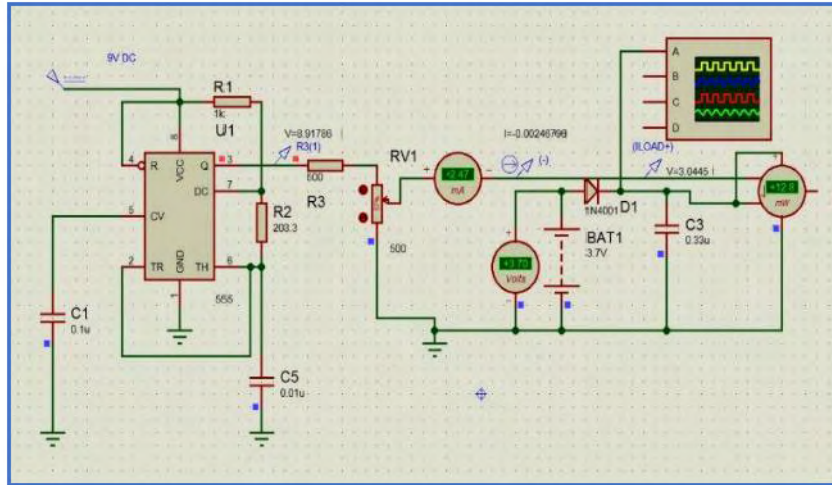 9V DC
R1
1k
U1
V=8.91786
R3(1)
I=-0.00246798
(-)
A
B
C
D
(ILOAD+)
V=3.0445
RV1
+2.47
mA
+12.8
mW
4
R
8
VCC
Q
3
DC
7
5
CV
2
TR
GND
1
TH
6
555
R2
203.3
R3
500
50%
500
+3.70
Volts
BAT1
3.7V
1N4001
D1
C3
0.33u
C1
0.1u
C5
0.01u